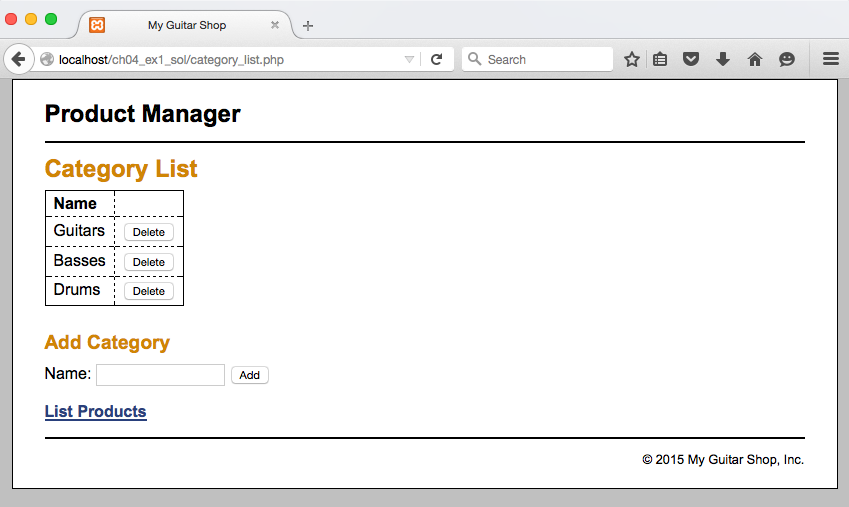 My Guitar Shop
localhost/ch04_ex1_sol/category_list.php
Search
Product Manager
Category List
Name
Guitars Delete
Basses Delete
Drums Delete
Add Category
Name: Add
List Products
© 2015 My Guitar Shop, Inc.